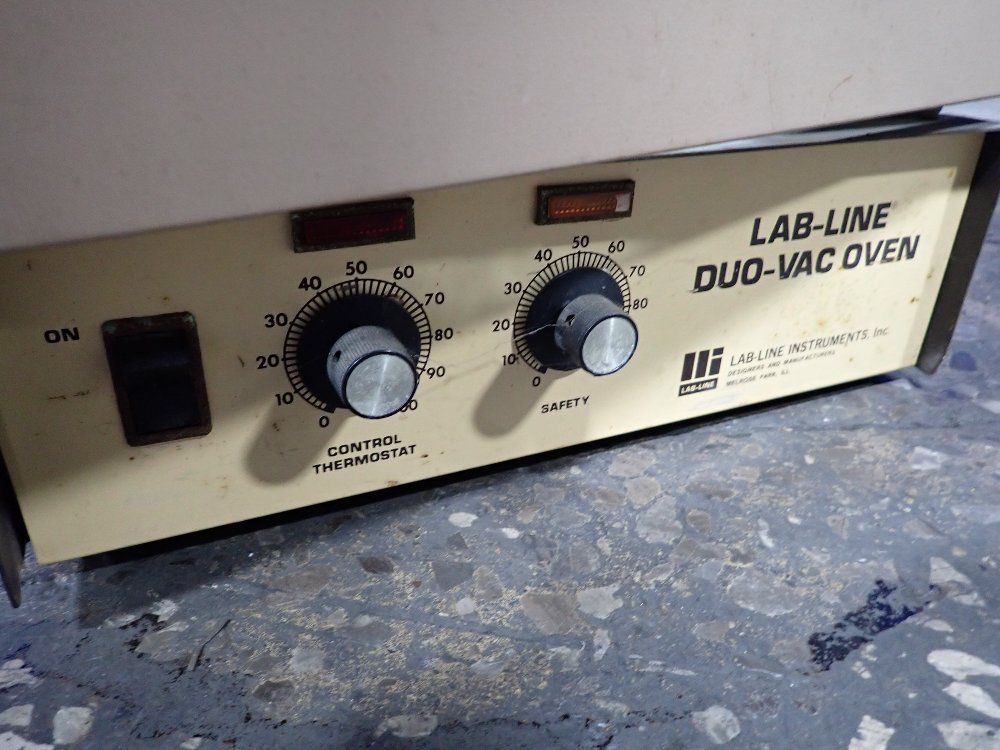 ON
0 10 20 30 40 50 60 70 80 90 00
CONTROL
THERMOSTAT
0 10 20 30 40 50 60 70 80
SAFETY
LAB-LINE
DUO-VAC OVEN
LAB-LINE
LAB-LINE INSTRUMENTS, Inc.
DESIGNERS AND MANUFACTURERS
MELROSE PARK, ILL.